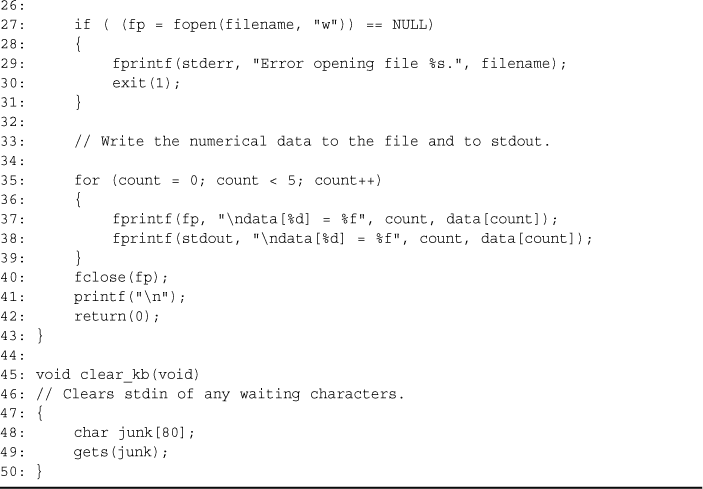 26:
27:     if ( (fp = fopen(filename, "w")) == NULL)
28:     {
29:         fprintf(stderr, "Error opening file %s.", filename);
30:         exit(1);
31:     }
32:
33:     // Write the numerical data to the file and to stdout.
34:
35:     for (count = 0; count < 5; count++)
36:     {
37:         fprintf(fp, "\ndata[%d] = %f", count, data[count]);
38:         fprintf(stdout, "\ndata[%d] = %f", count, data[count]);
39:     }
40:     fclose(fp);
41:     printf("\n");
42:     return(0);
43: }
44:
45: void clear_kb(void)
46: // Clears stdin of any waiting characters.
47: {
48:     char junk[80];
49:     gets(junk);
50: }